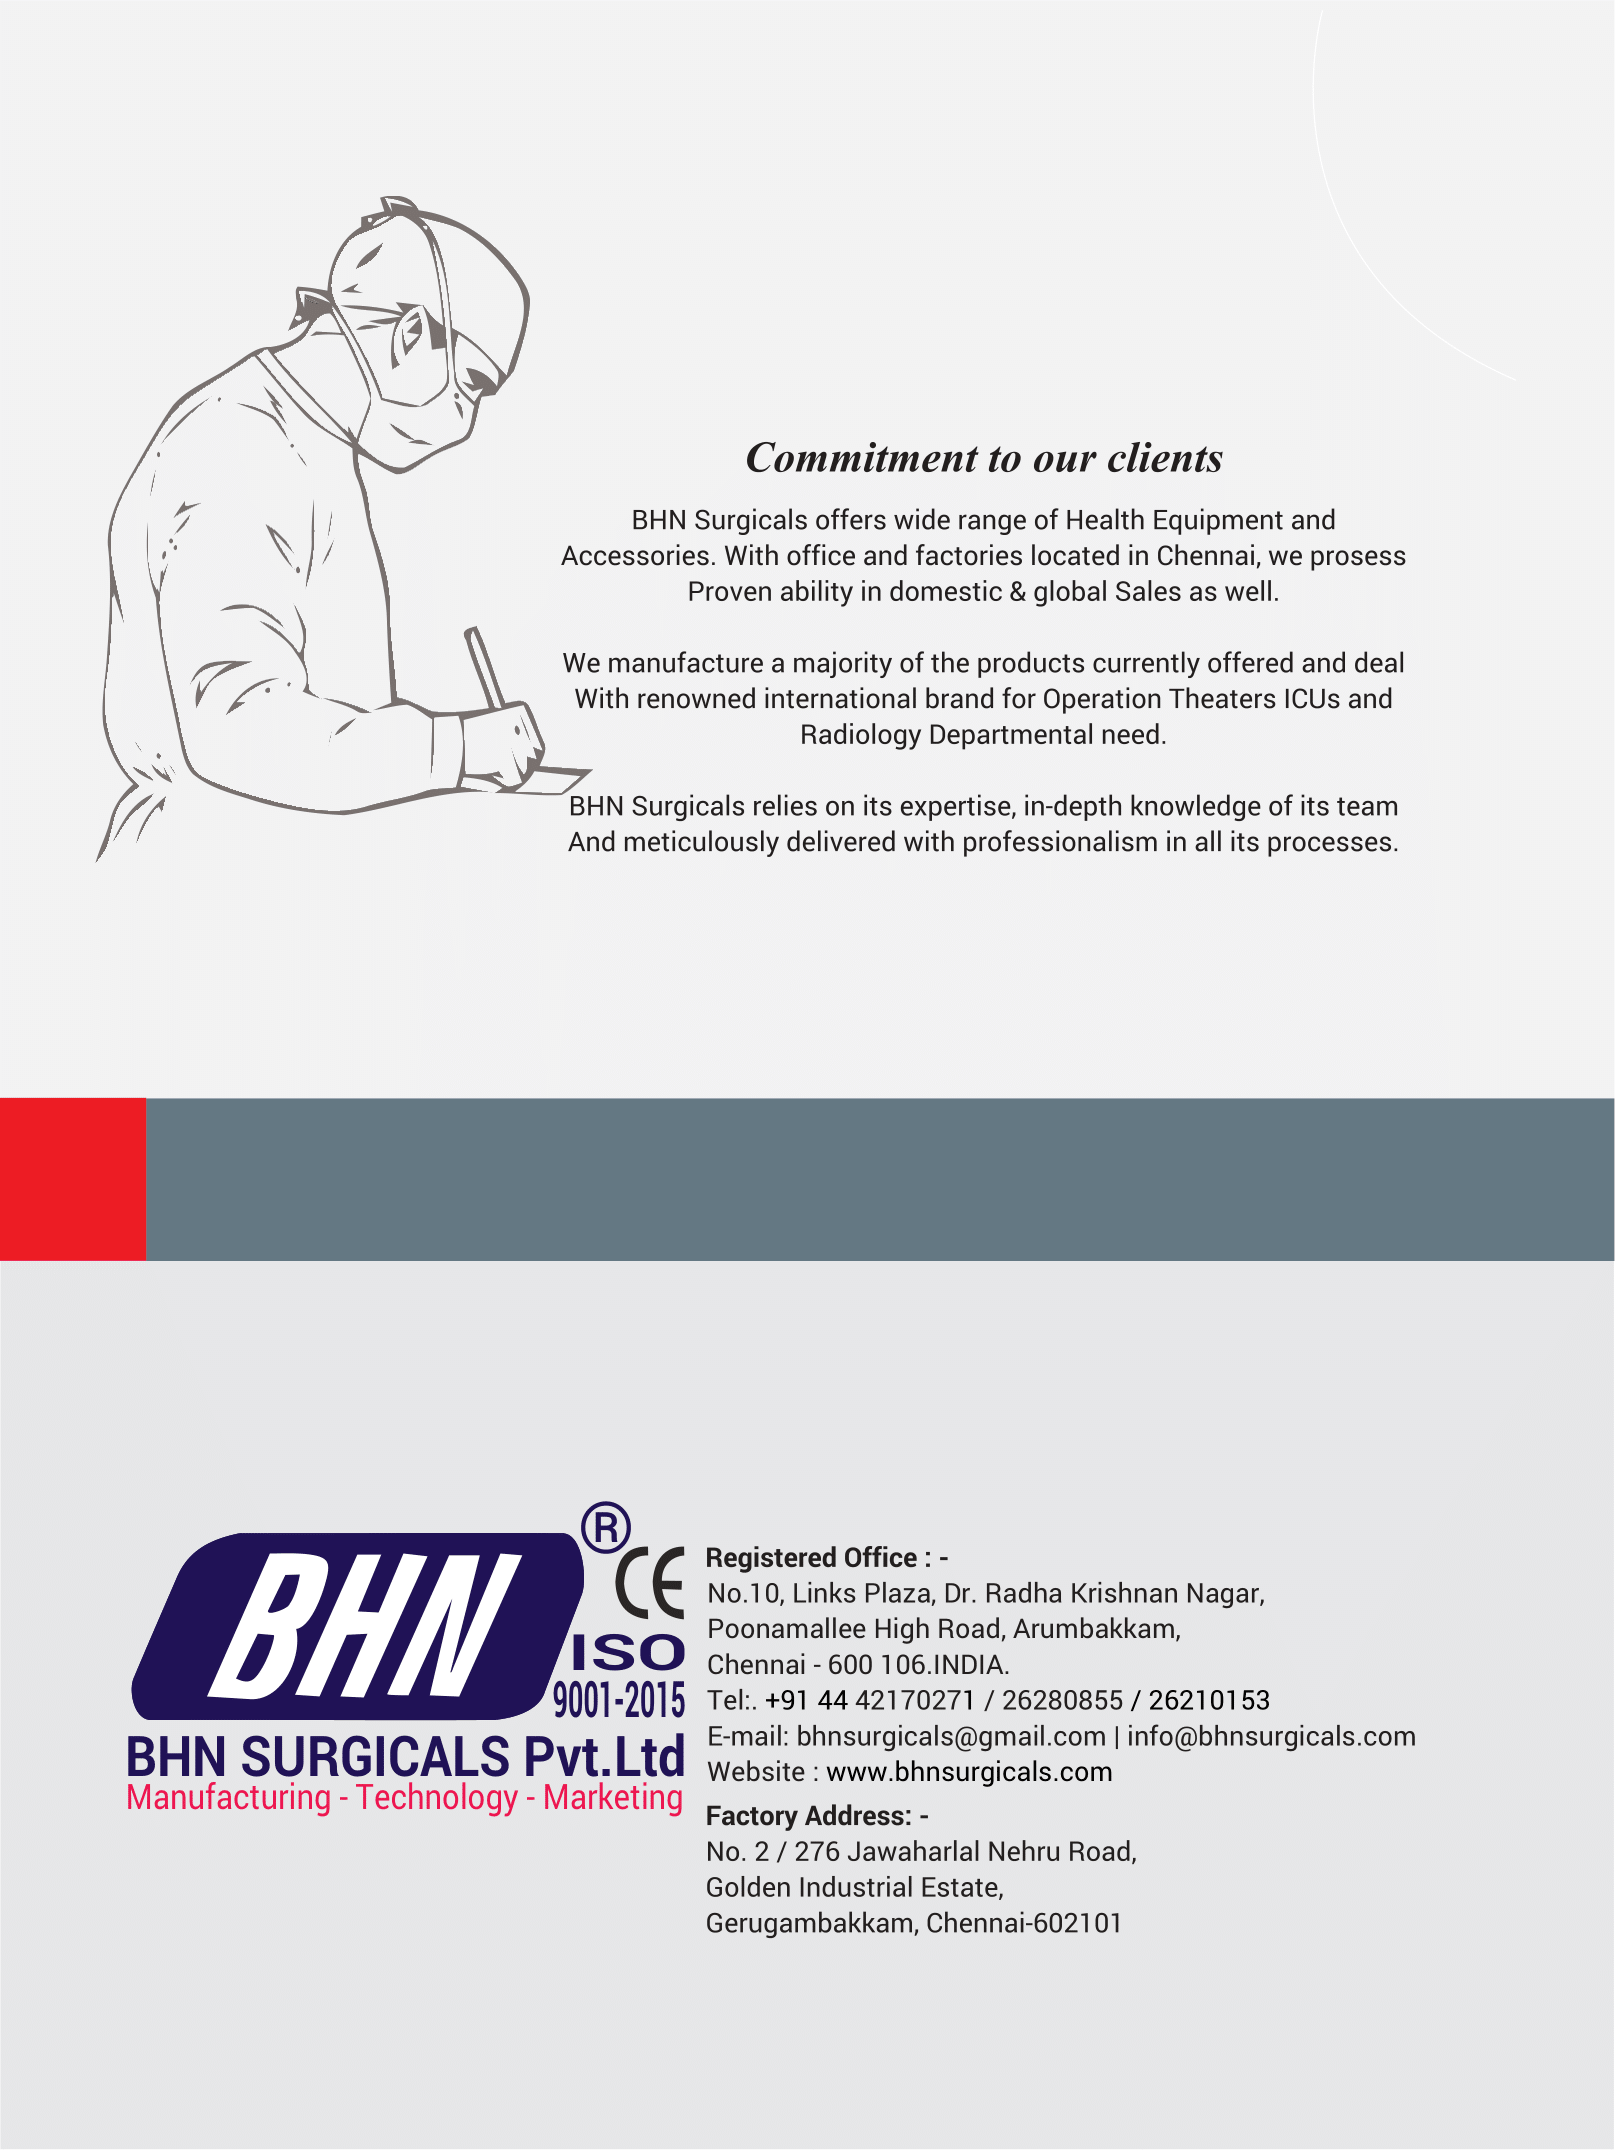 Commitment to our clients
BHN Surgicals offers wide range of Health Equipment and
Accessories. With office and factories located in Chennai, we prosess
Proven ability in domestic & global Sales as well.
We manufacture a majority of the products currently offered and deal
With renowned international brand for Operation Theaters ICUs and
Radiology Departmental need.
BHN Surgicals relies on its expertise, in-depth knowledge of its team
And meticulously delivered with professionalism in all its processes.
BHN ®
CE
ISO
9001-2015
BHN SURGICALS Pvt.Ltd
Manufacturing - Technology - Marketing
Registered Office : -
No.10, Links Plaza, Dr. Radha Krishnan Nagar,
Poonamallee High Road, Arumbakkam,
Chennai - 600 106.INDIA.
Tel:. +91 44 42170271 / 26280855 / 26210153
E-mail: bhnsurgicals@gmail.com | info@bhnsurgicals.com
Website : www.bhnsurgicals.com
Factory Address: -
No. 2 / 276 Jawaharlal Nehru Road,
Golden Industrial Estate,
Gerugambakkam, Chennai-602101